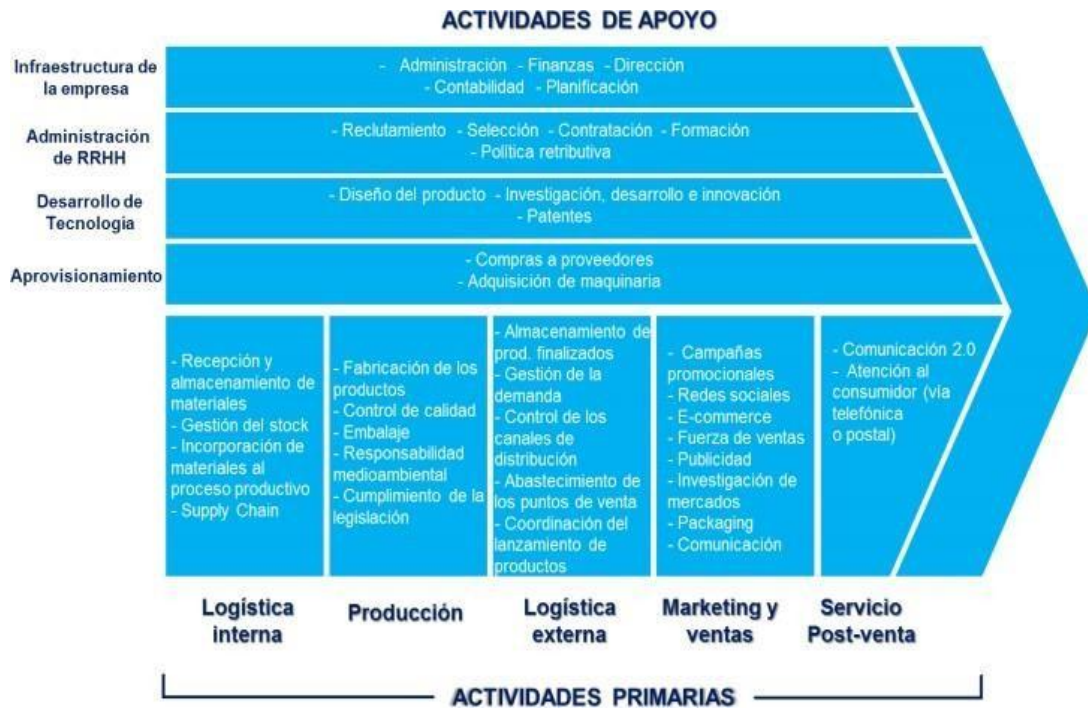 ACTIVIDADES DE APOYO
Infraestructura de
la empresa
- Administración - Finanzas - Dirección
- Contabilidad - Planificación
Administración
de RRHH
- Reclutamiento - Selección - Contratación - Formación
- Política retributiva
Desarrollo de
Tecnología
- Diseño del producto - Investigación, desarrollo e innovación
- Patentes
Aprovisionamiento
- Compras a proveedores
- Adquisición de maquinaria
- Recepción y
almacenamiento de
materiales
- Gestión del stock
- Incorporación de
materiales al
proceso productivo
- Supply Chain
- Fabricación de los
productos
- Control de calidad
- Embalaje
- Responsabilidad
medioambiental
- Cumplimiento de la
legislación
- Almacenamiento de
prod. finalizados
- Gestión de la
demanda
- Control de los
canales de
distribución
- Abastecimiento de
los puntos de venta
- Coordinación del
lanzamiento de
productos
- Campañas
promocionales
- Redes sociales
- E-commerce
- Fuerza de ventas
- Publicidad
- Investigación de
mercados
- Packaging
- Comunicación
- Comunicación 2.0
- Atención al
consumidor (vía
telefónica
o postal)
Logística
interna
Producción
Logística
externa
Marketing y
ventas
Servicio
Post-venta
ACTIVIDADES PRIMARIAS